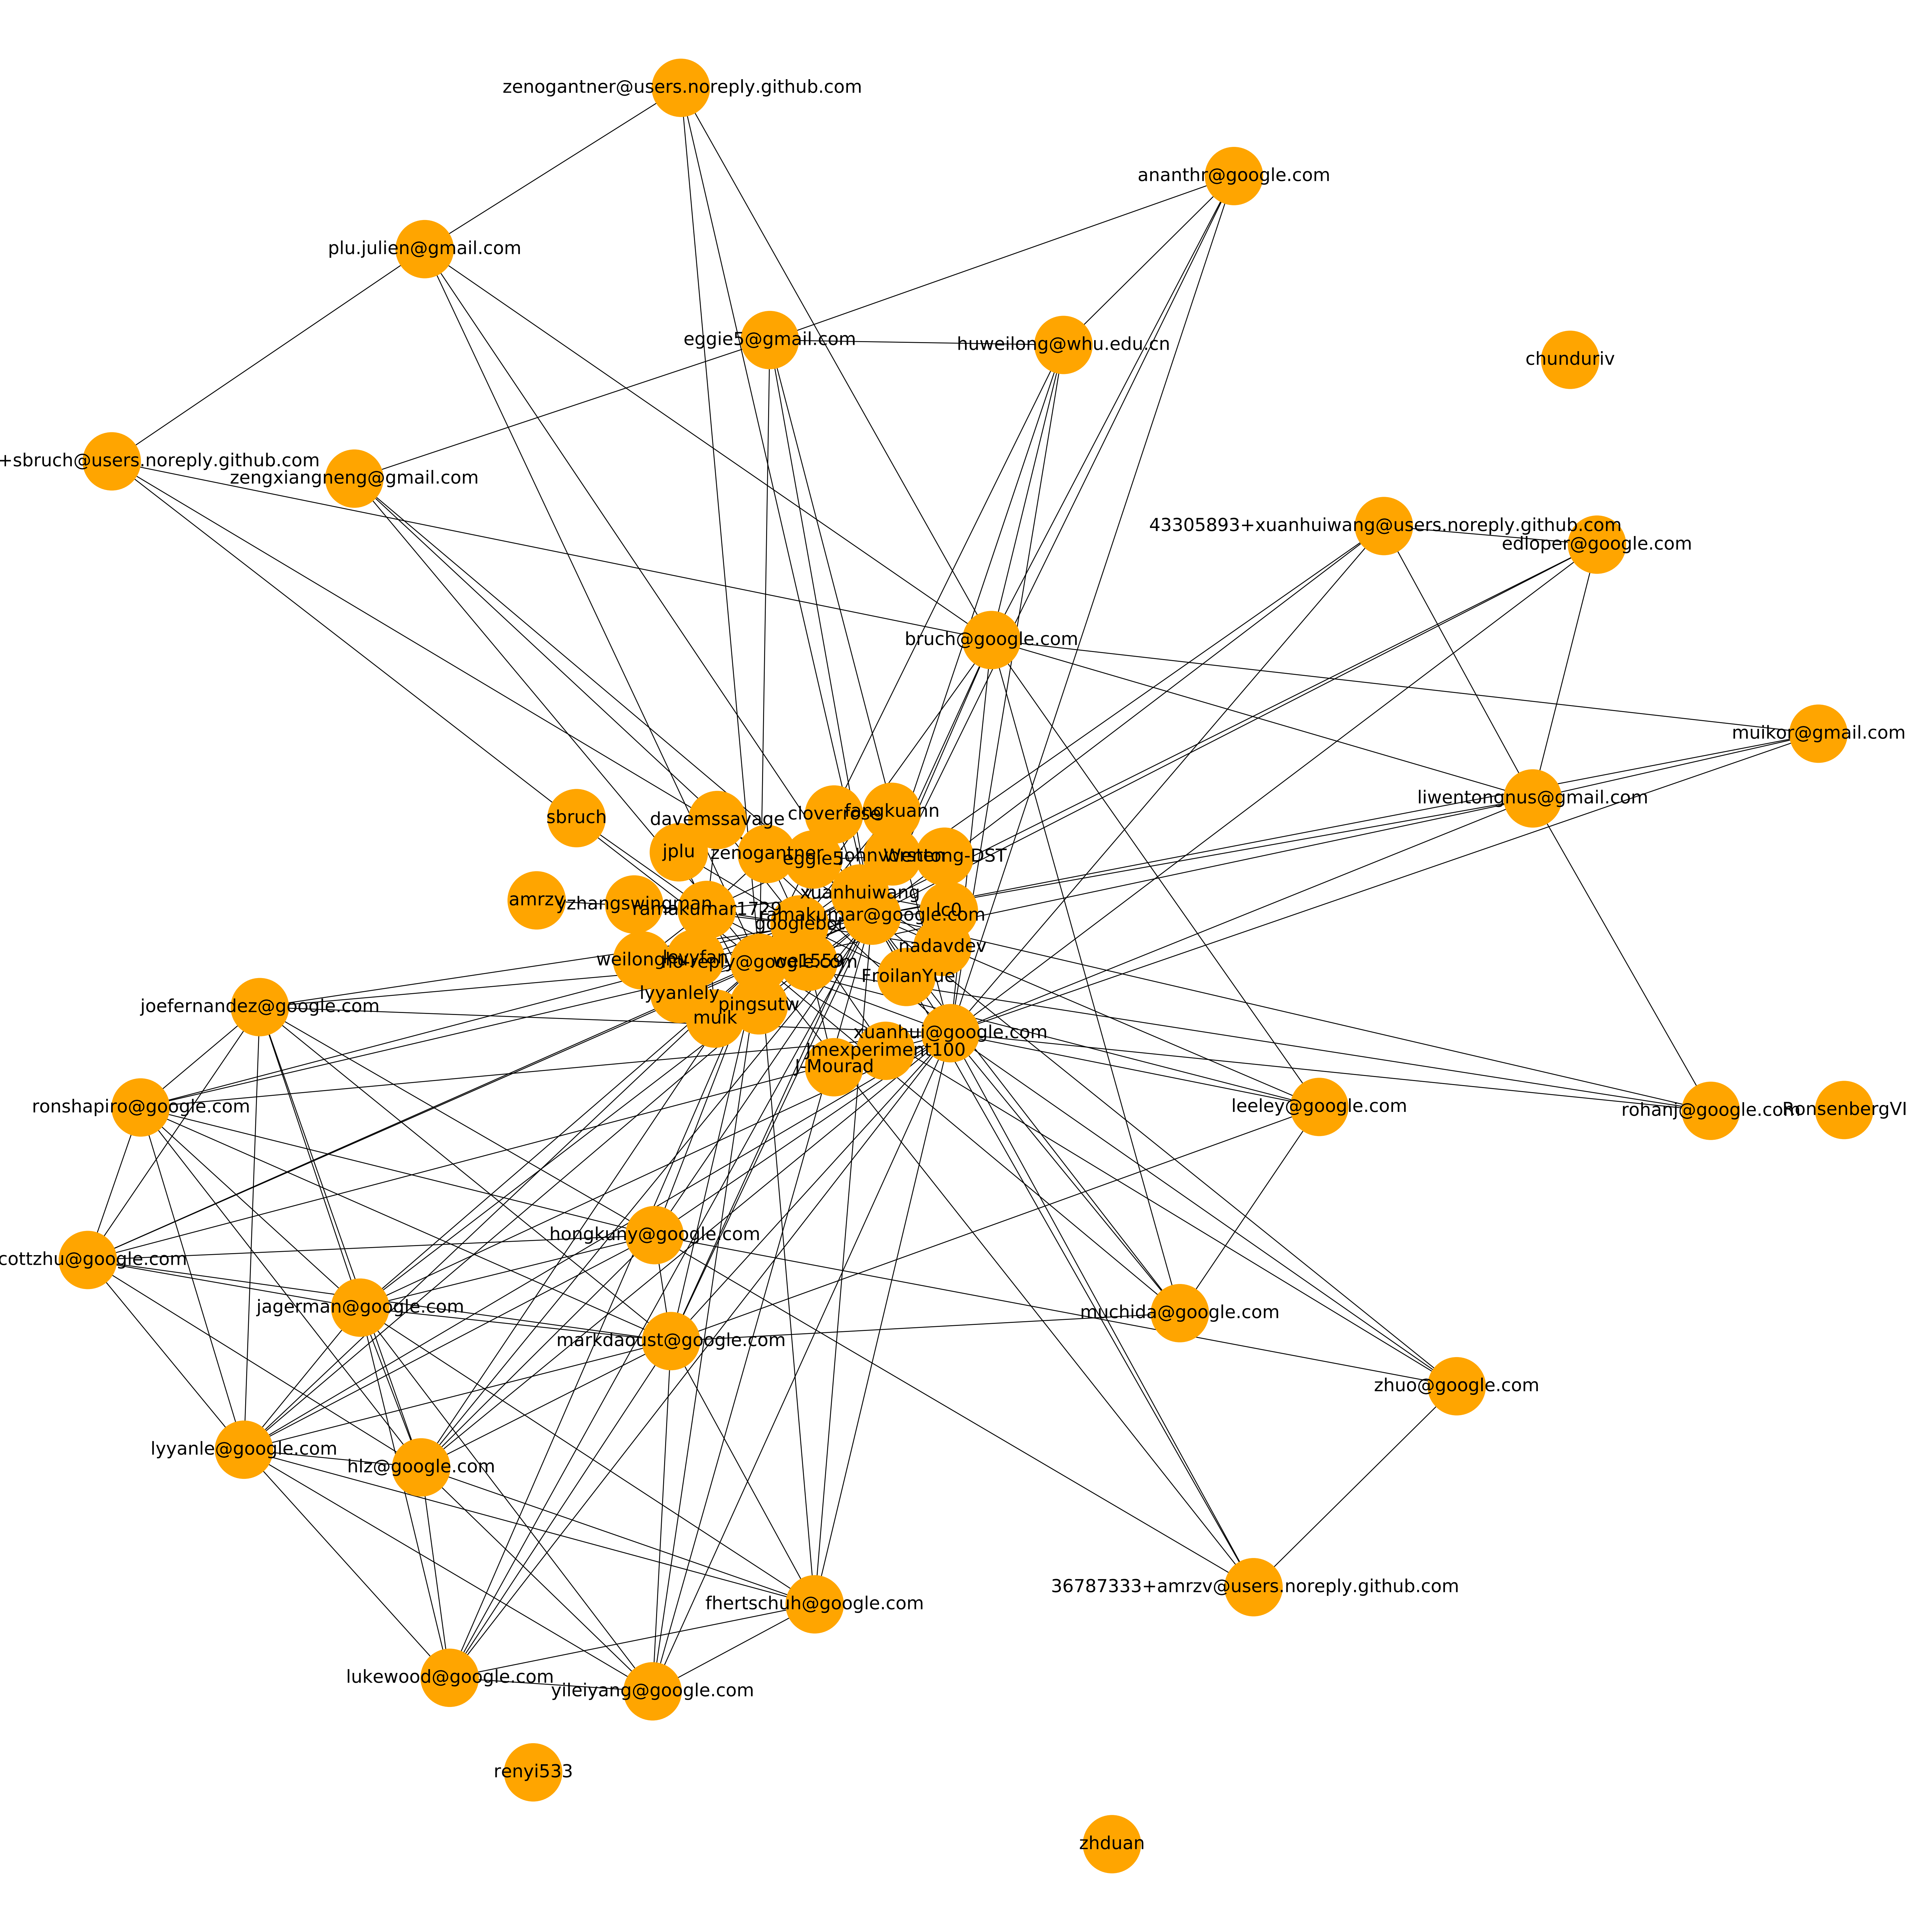 zenogantner@users.noreply.github.com
ananthr@google.com
plu.julien@gmail.com
eggie5@gmail.com
huweilong@whu.edu.cn
chunduriv
+sbruch@users.noreply.github.com
zengxiangneng@gmail.com
43305893+xuanhuiwang@users.noreply.github.com
edloper@google.com
bruch@google.com
muikor@gmail.com
liwentongnus@gmail.com
sbruch
davemssavage
cloverrose
fangkuann
jplu
zenogantner
eggie5
xuanhuiwang
amrzv
yzhangswingman
ramakumar1729
ramakumar@google.com
lc0
googlebot
nadavdev
no-reply@google.com
we1559
FroilanYue
lyyanlely
pingsutw
muik
xuanhui@google.com
Jmexperiment100
J-Mourad
joefernandez@google.com
ronshapiro@google.com
leeley@google.com
rohanj@google.com
RonsenbergVI
hongkuny@google.com
cottzhu@google.com
jagerman@google.com
muchida@google.com
markdaoust@google.com
zhuo@google.com
lyyanle@google.com
hlz@google.com
36787333+amrzv@users.noreply.github.com
fhertschuh@google.com
lukewood@google.com
yileiyang@google.com
renyi533
zhduan